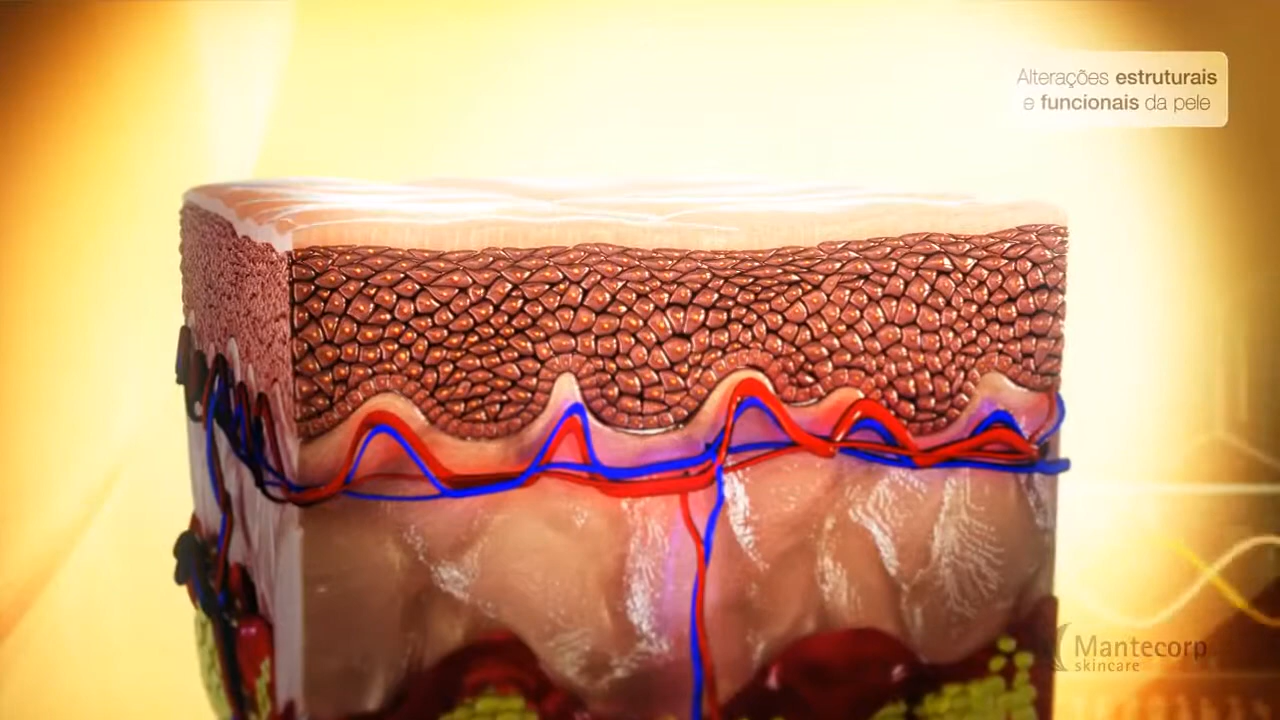 Alterações estruturais
e funcionais da pele
Mantecorp
skincare